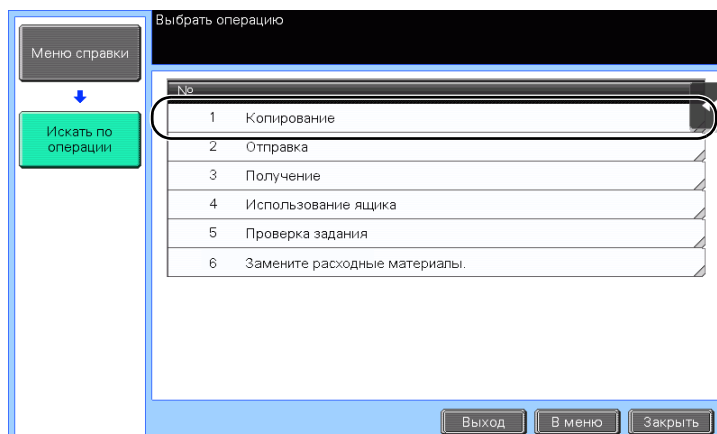 Выбрать операцию
Меню справки
Искать по
операции
№
1 Копирование
2 Отправка
3 Получение
4 Использование ящика
5 Проверка задания
6 Замените расходные материалы.
Выход В меню Закрыть